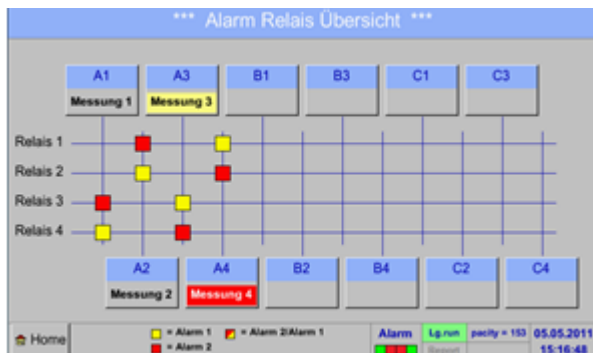 *** Alarm Relais Übersicht ***
A1 A3 B1 B3 C1 C3
Messung 1 Messung 3
Relais 1
Relais 2
Relais 3
Relais 4
A2 A4 B2 B4 C2 C4
Messung 2 Messung 4
Home
= Alarm 1 = Alarm 2/Alarm 1
= Alarm 2
Alarm
Lg.run
Report
pacity = 153
05.05.2011
15:16:48